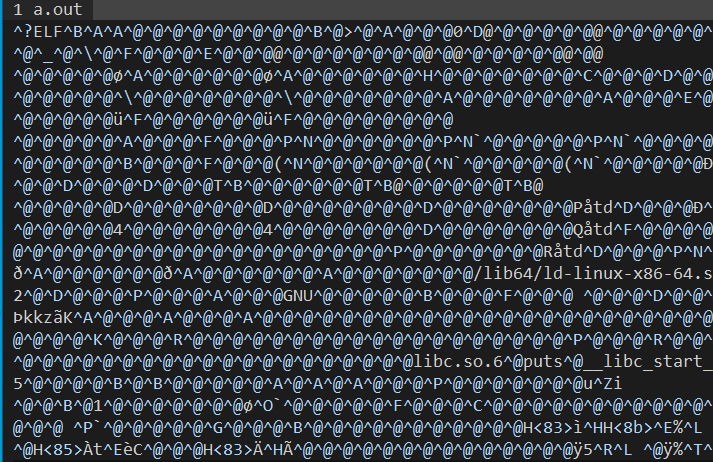 1 a.out
^?ELF^B^A^A^@^@^@^@^@^@^@^@^@^B^@>^@^A^@^@^@0^D@^@^@^@^@^@@^@^@^@^@^@^
^@^_^@^\^@^F^@^@^@^E^@^@^@@^@^@^@^@^@^@^@@^@@^@^@^@^@^@@^@@
^@^@^@^@^@ø^A^@^@^@^@^@^@ø^A^@^@^@^@^@^@^H^@^@^@^@^@^@^@^C^@^@^@^D^@^@
^@^@^@^@^@^\^@^@^@^@^@^@^@^\^@^@^@^@^@^@^@^A^@^@^@^@^@^@^@^A^@^@^@^E^@
^@^@^@^@^@ü^F^@^@^@^@^@^@ü^F^@^@^@^@^@^@^@
^@^@^@^@^@^A^@^@^@^F^@^@^@^P^N^@^@^@^@^@^@^P^N`^@^@^@^@^@^P^N`^@^@^@^@
^@^@^@^@^@^B^@^@^@^F^@^@^@(^N^@^@^@^@^@^@(^N`^@^@^@^@^@(^N`^@^@^@^@^@Ð
^@^@^D^@^@^@^D^@^@^@T^B^@^@^@^@^@^@T^B@^@^@^@^@^@T^B@
^@^@^@^@^@D^@^@^@^@^@^@^@D^@^@^@^@^@^@^@^D^@^@^@^@^@^@^@Påtd^D^@^@^@Ð^
^@^@^@^@^@4^@^@^@^@^@^@^@4^@^@^@^@^@^@^@^D^@^@^@^@^@^@^@Qåtd^F^@^@^@^@
@^@^@^@^@^@^@^@^@^@^@^@^@^@^@^@^@^@^@^P^@^@^@^@^@^@^@Råtd^D^@^@^@^P^N^
ð^A^@^@^@^@^@^@ð^A^@^@^@^@^@^@^A^@^@^@^@^@^@^@/lib64/ld-linux-x86-64.s
2^@^D^@^@^@^P^@^@^@^A^@^@^@GNU^@^@^@^@^@^B^@^@^@^F^@^@^@ ^@^@^@^D^@^@^
ÞkkzãK^A^@^@^@^A^@^@^@^A^@^@^@^@^@^@^@^@^@^@^@^@^@^@^@^@^@^@^@^@^@^@^@
@^@^@^@^K^@^@^@^R^@^@^@^@^@^@^@^@^@^@^@^@^@^@^@^@^@^@^@^P^@^@^@^R^@^@^
^@^@^@^@^@^@^@^@^@^@^@^@^@^@^@^@^@^@^@^@libc.so.6^@puts^@__libc_start_
5^@^@^@^@^B^@^B^@^@^@^@^@^A^@^A^@^A^@^@^@^P^@^@^@^@^@^@^@u^Zi
^@^@^B^@1^@^@^@^@^@^@^@ø^O`^@^@^@^@^@^F^@^@^@^C^@^@^@^@^@^@^@^@^@^@^@
@^@^@ ^P`^@^@^@^@^@^G^@^@^@^B^@^@^@^@^@^@^@^@^@^@^@H<83>ì^HH<8b>^E%^L
^@H<85>Àt^EèC^@^@^@H<83>Ä^HÃ^@^@^@^@^@^@^@^@^@^@^@^@^@^@ÿ5^R^L ^@ÿ%^T^